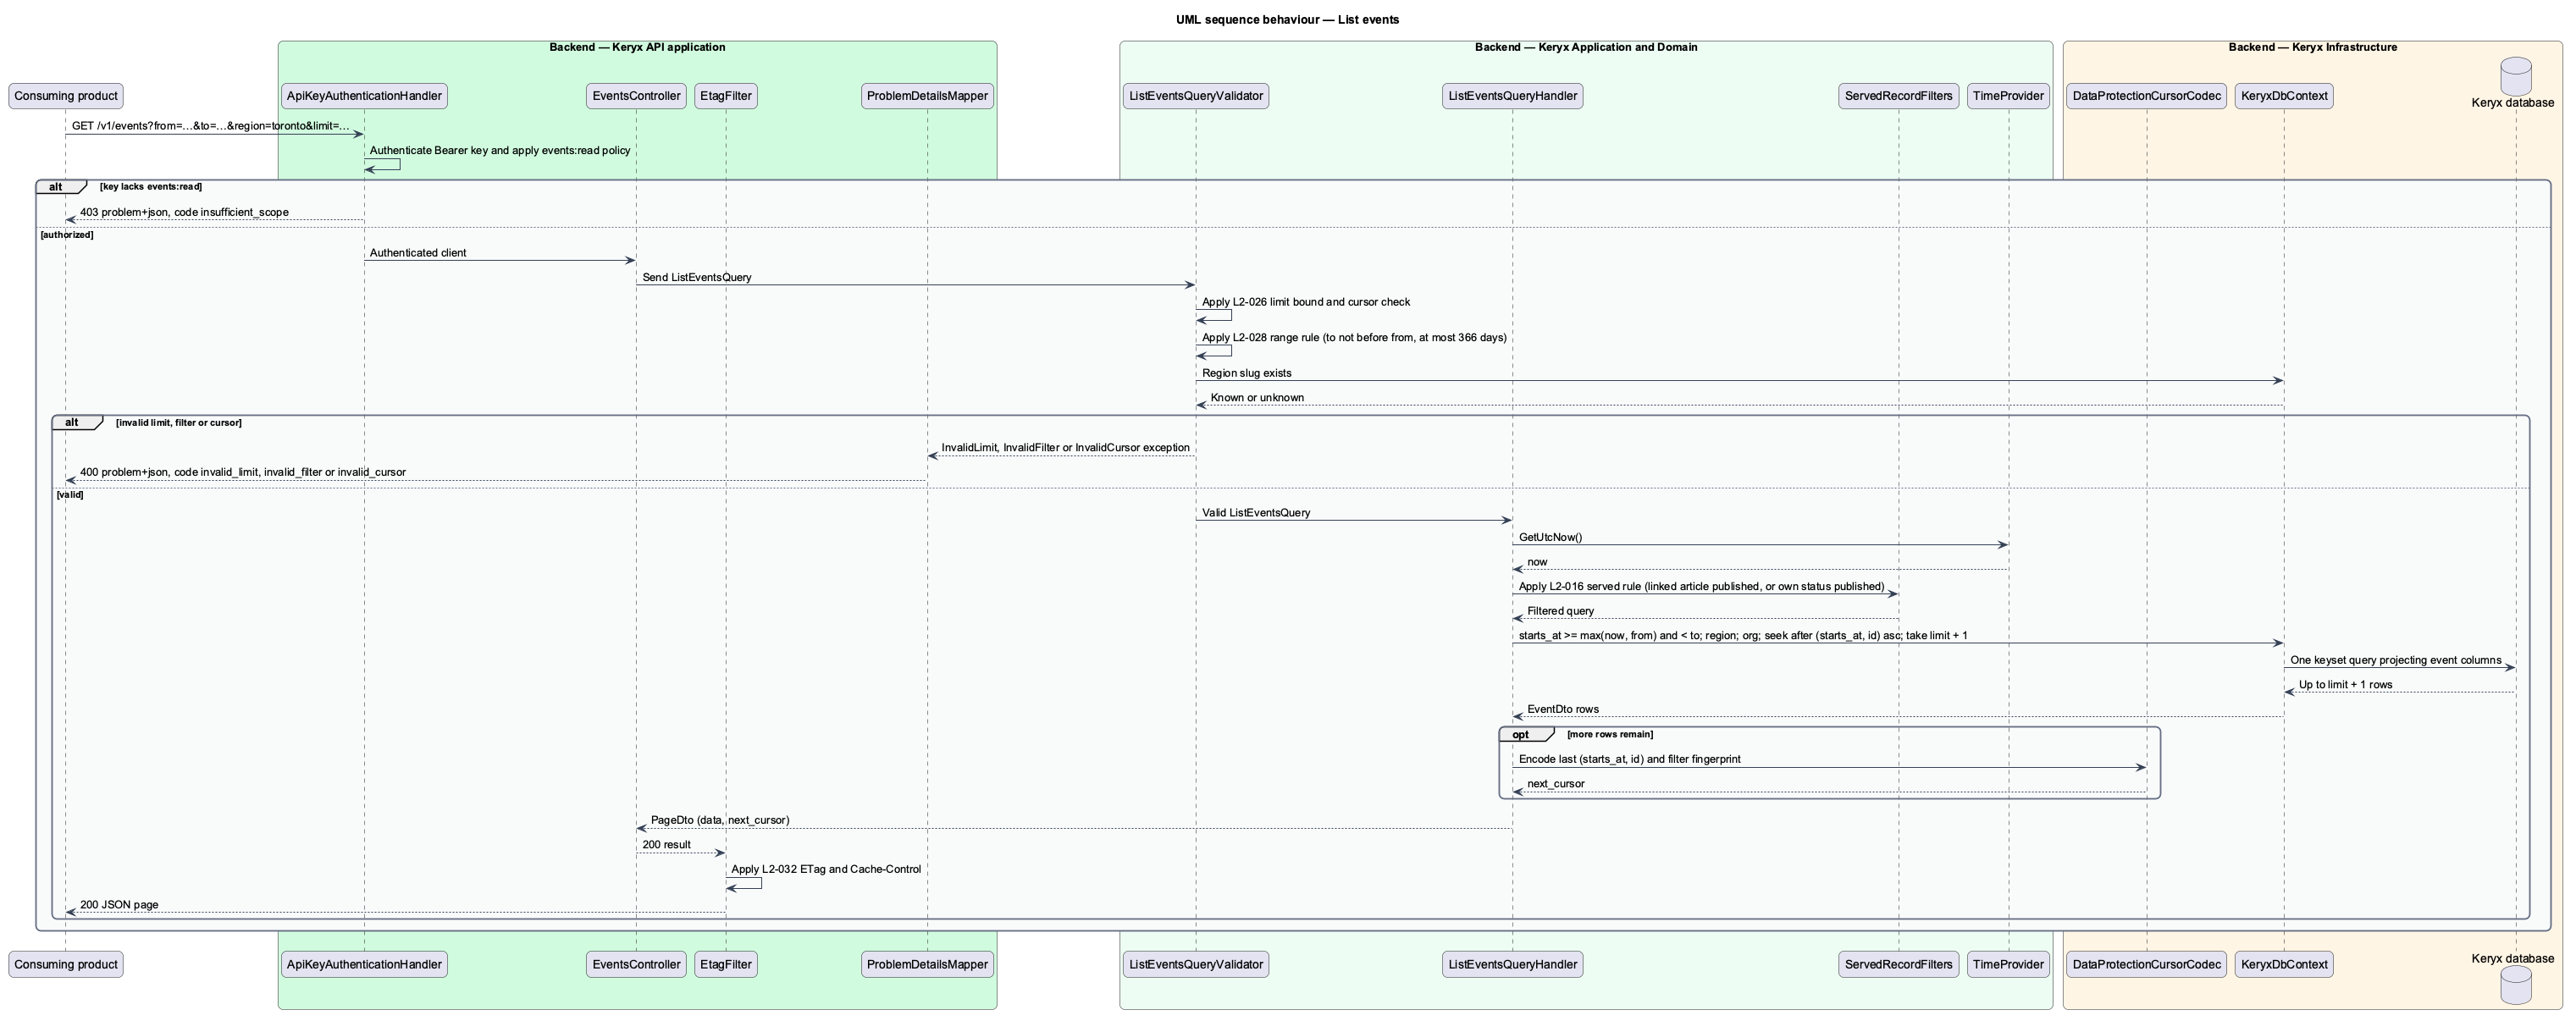 UML sequence behaviour — List events
Backend — Keryx API application
Backend — Keryx Application and Domain
Backend — Keryx Infrastructure
Consuming product
ApiKeyAuthenticationHandler
EventsController
EtagFilter
ProblemDetailsMapper
ListEventsQueryValidator
ListEventsQueryHandler
ServedRecordFilters
TimeProvider
DataProtectionCursorCodec
KeryxDbContext
Keryx database
GET /v1/events?from=...&to=...&region=toronto&limit=...
Authenticate Bearer key and apply events:read policy
alt [key lacks events:read]
403 problem+json, code insufficient_scope
[authorized]
Authenticated client
Send ListEventsQuery
Apply L2-026 limit bound and cursor check
Apply L2-028 range rule (to not before from, at most 366 days)
Region slug exists
Known or unknown
alt [invalid limit, filter or cursor]
InvalidLimit, InvalidFilter or InvalidCursor exception
400 problem+json, code invalid_limit, invalid_filter or invalid_cursor
[valid]
Valid ListEventsQuery
GetUtcNow()
now
Apply L2-016 served rule (linked article published, or own status published)
Filtered query
starts_at >= max(now, from) and < to; region; org; seek after (starts_at, id) asc; take limit + 1
One keyset query projecting event columns
Up to limit + 1 rows
EventDto rows
opt [more rows remain]
Encode last (starts_at, id) and filter fingerprint
next_cursor
PageDto (data, next_cursor)
200 result
Apply L2-032 ETag and Cache-Control
200 JSON page
Consuming product
ApiKeyAuthenticationHandler
EventsController
EtagFilter
ProblemDetailsMapper
ListEventsQueryValidator
ListEventsQueryHandler
ServedRecordFilters
TimeProvider
DataProtectionCursorCodec
KeryxDbContext
Keryx database